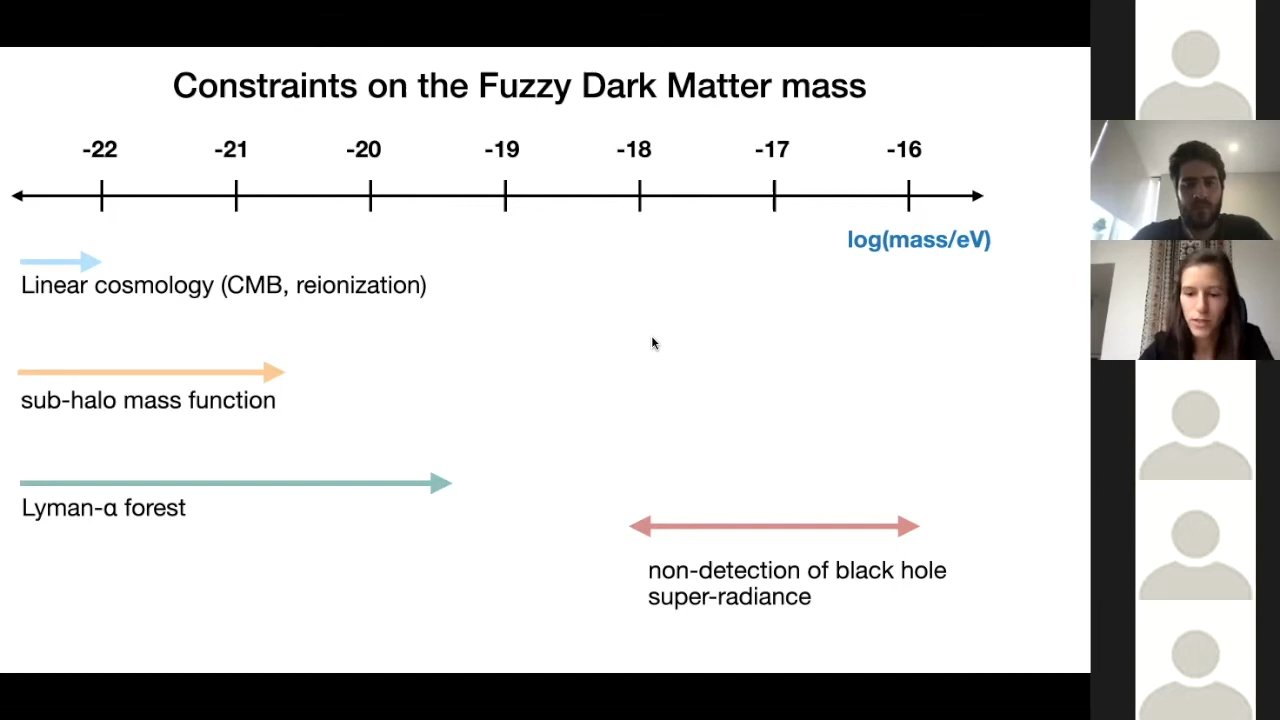 Constraints on the Fuzzy Dark Matter mass
-22 -21 -20 -19 -18 -17 -16
log(mass/eV)
Linear cosmology (CMB, reionization)
sub-halo mass function
Lyman-α forest
non-detection of black hole
super-radiance